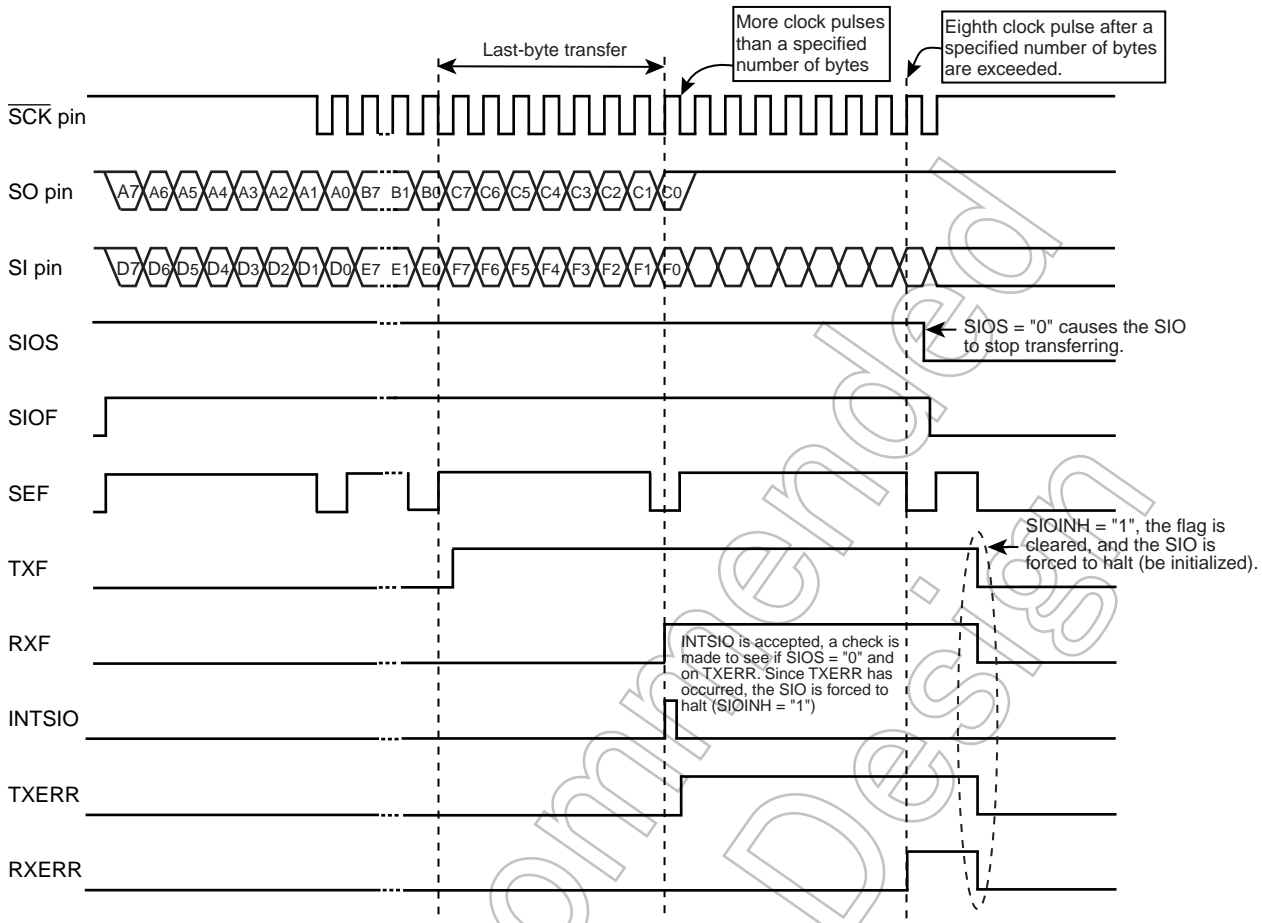 More clock pulses
than a specified
number of bytes
Eighth clock pulse after a
specified number of bytes
are exceeded.
Last-byte transfer
SCK pin
SO pin
A7 A6 A5 A4 A3 A2 A1 A0 B7 B1 B0 C7 C6 C5 C4 C3 C2 C1 C0
SI pin
D7 D6 D5 D4 D3 D2 D1 D0 E7 E1 E0 F7 F6 F5 F4 F3 F2 F1 F0
SIOS
SIOS = "0" causes the SIO
to stop transferring.
SIOF
SEF
SIOINH = "1", the flag is
cleared, and the SIO is
forced to halt (be initialized).
TXF
RXF
INTSIO is accepted, a check is
made to see if SIOS = "0" and
on TXERR. Since TXERR has
occurred, the SIO is forced to
halt (SIOINH = "1")
INTSIO
TXERR
RXERR
ommended
Design